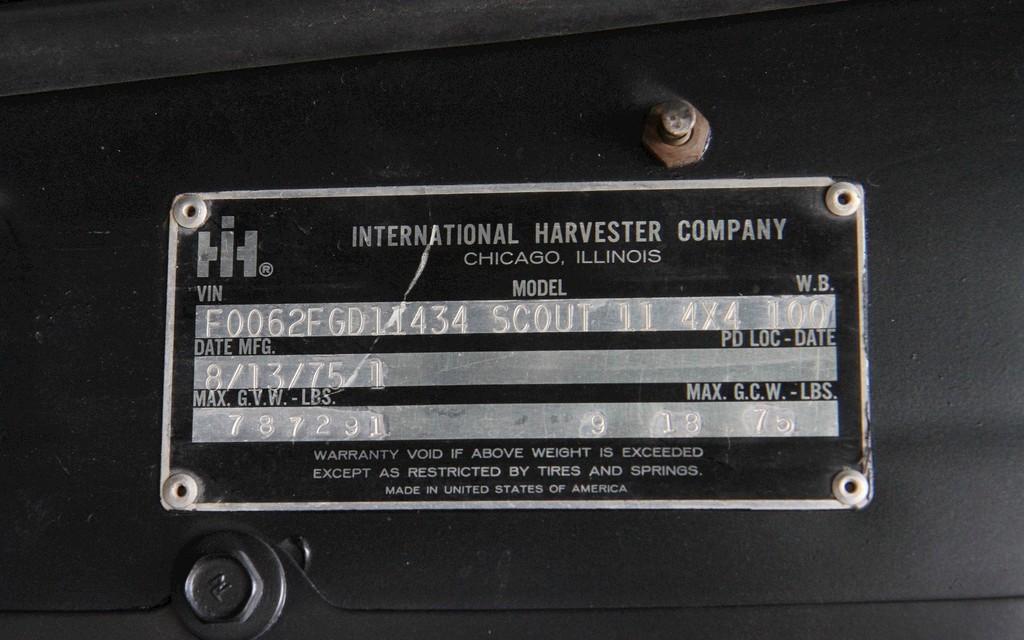 IH® INTERNATIONAL HARVESTER COMPANY
CHICAGO, ILLINOIS
VIN MODEL W.B.
F0062FGD11434 SCOUT 11 4X4 100
DATE MFG. PD LOC-DATE
8/13/75/1
MAX. G.V.W.-LBS. MAX. G.C.W.-LBS.
787291 9 18 75
WARRANTY VOID IF ABOVE WEIGHT IS EXCEEDED
EXCEPT AS RESTRICTED BY TIRES AND SPRINGS.
MADE IN UNITED STATES OF AMERICA